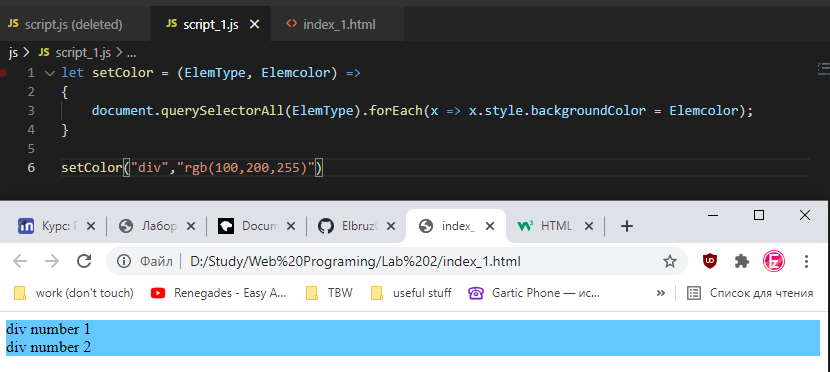 JS script.js (deleted) JS script_1.js × <> index_1.html
js > JS script_1.js > ...
1 let setColor = (ElemType, Elemcolor) =>
2 {
3 document.querySelectorAll(ElemType).forEach(x => x.style.backgroundColor = Elemcolor);
4 }
5
6 setColor("div","rgb(100,200,255)")
Курс: × Лабор × Docum × Elbruz × index_ × HTML × +
Файл | D:/Study/Web%20Programing/Lab%202/index_1.html
work (don't touch) Renegades - Easy A... TBW useful stuff Gartic Phone — ис... » Список для чтения
div number 1
div number 2